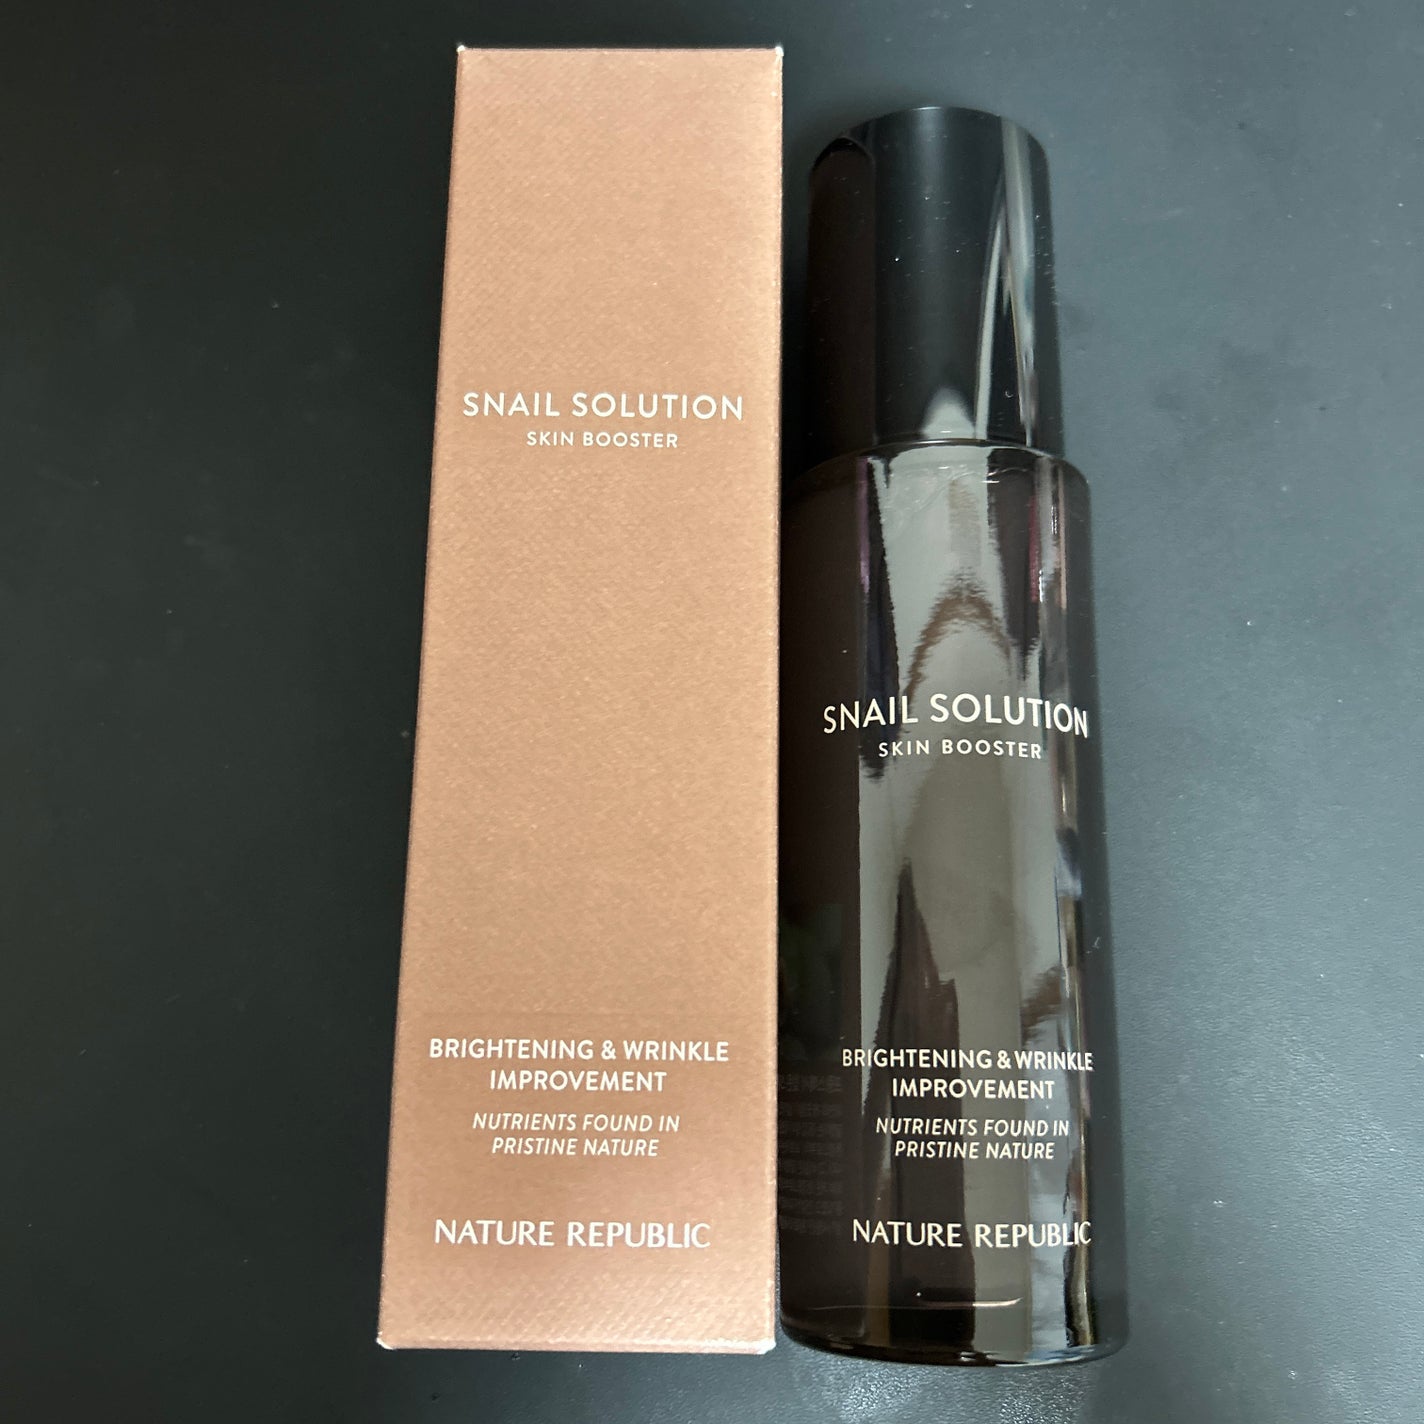 SNAIL SOLUTION
SKIN BOOSTER
BRIGHTENING & WRINKLE
IMPROVEMENT
NUTRIENTS FOUND IN
PRISTINE NATURE
NATURE REPUBLIC
SNAIL SOLUTION
SKIN BOOSTER
BRIGHTENING & WRINKLE
IMPROVEMENT
NUTRIENTS FOUND IN
PRISTINE NATURE
NATURE REPUBLIC